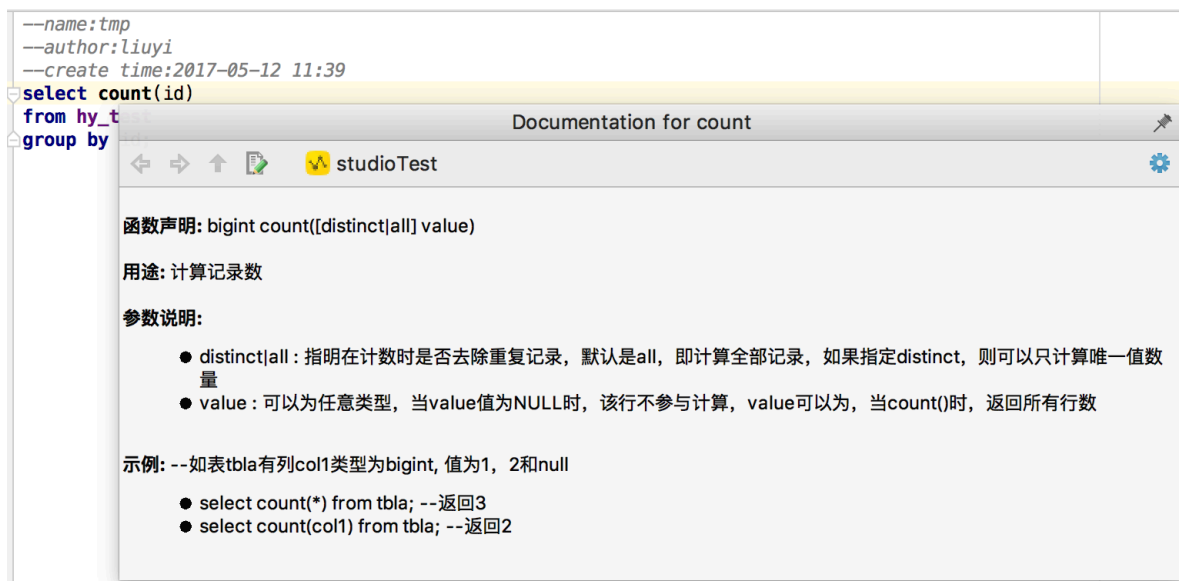 --name:tmp
--author:liuyi
--create time:2017-05-12 11:39
select count(id)
from hy_t
group by
Documentation for count
studioTest
函数声明: bigint count([distinct|all] value)
用途: 计算记录数
参数说明:
● distinct|all : 指明在计数时是否去除重复记录，默认是all，即计算全部记录，如果指定distinct，则可以只计算唯一值数
量
● value : 可以为任意类型，当value值为NULL时，该行不参与计算，value可以为，当count()时，返回所有行数
示例: --如表tbla有列col1类型为bigint, 值为1，2和null
● select count(*) from tbla; --返回3
● select count(col1) from tbla; --返回2